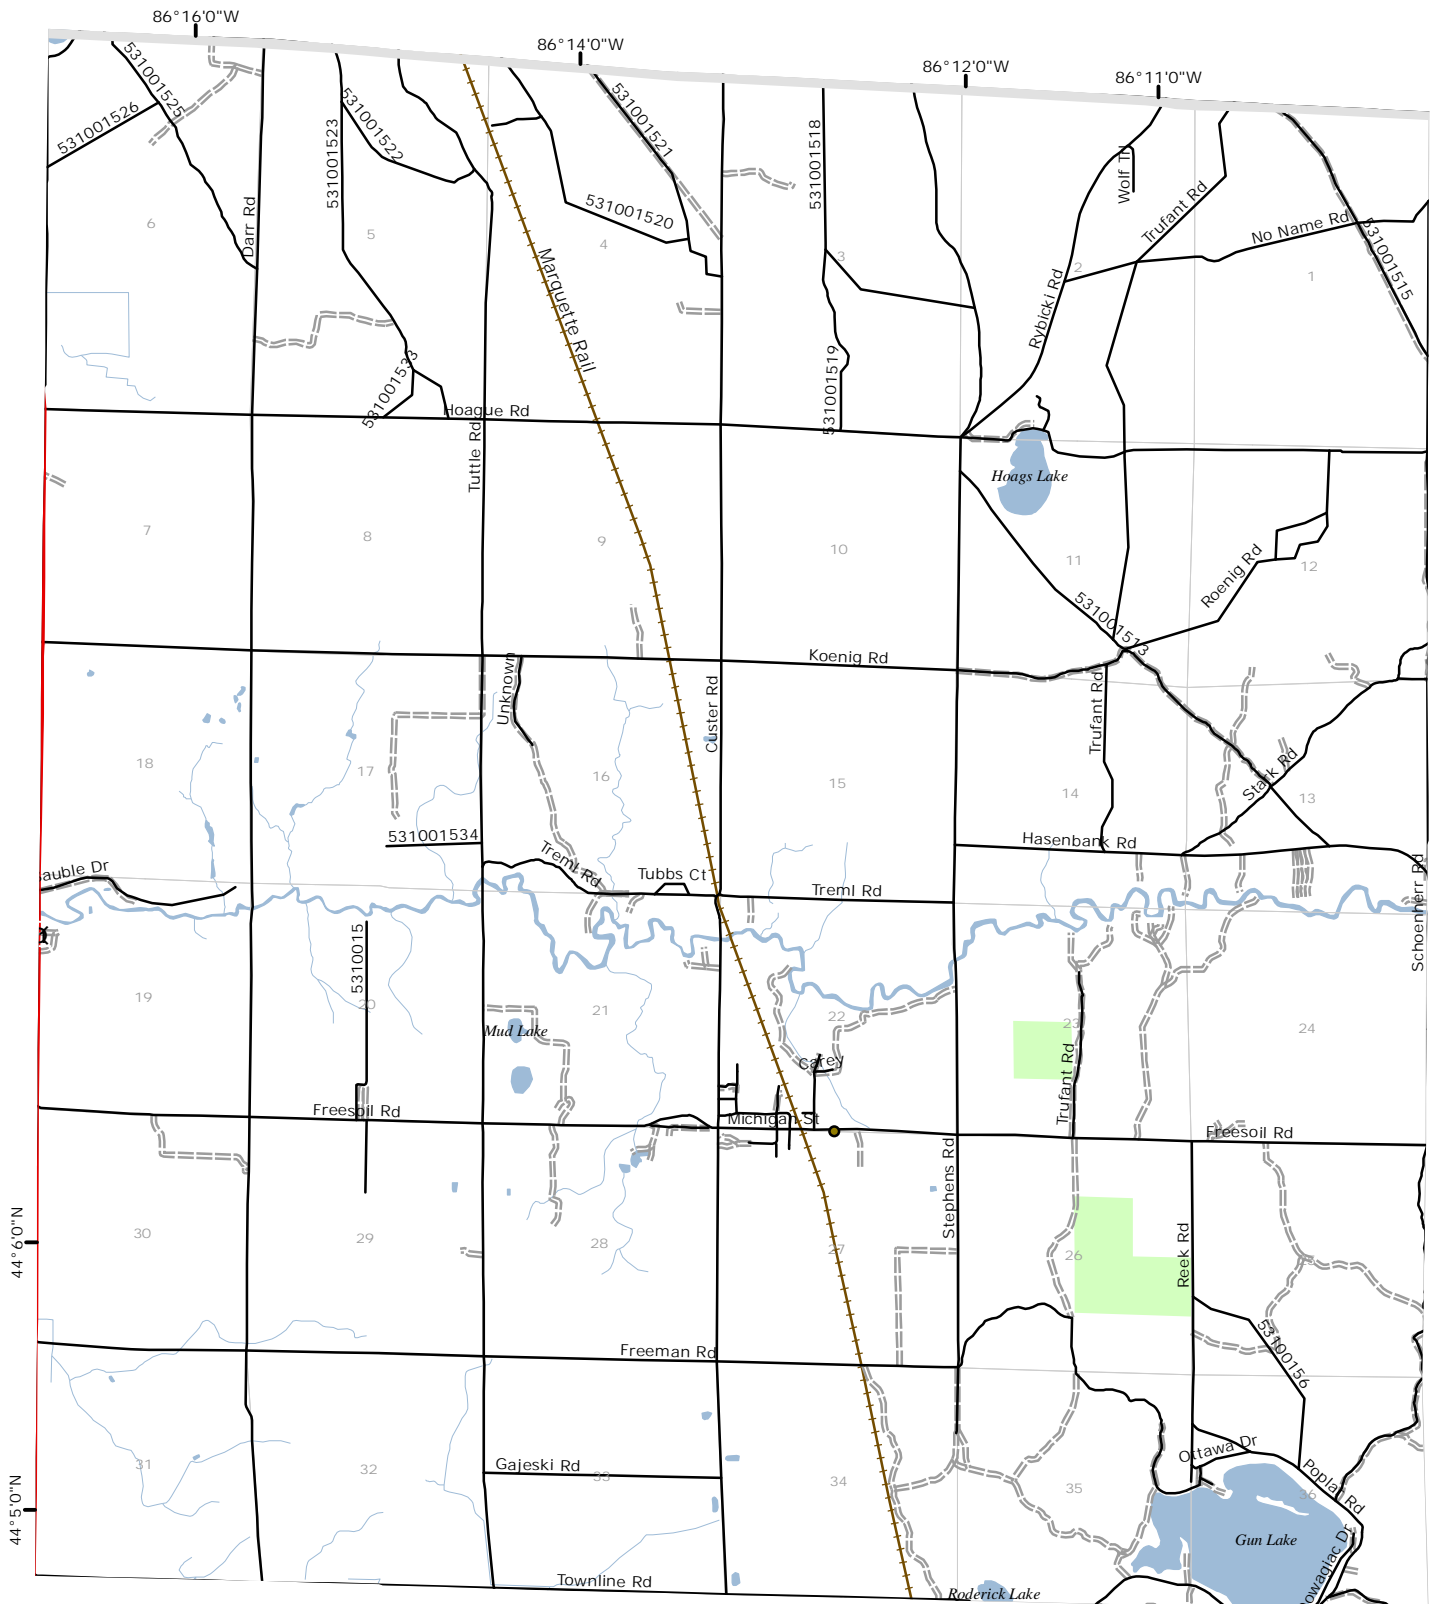 86°16'0"W
86°14'0"W
86°12'0"W
86°11'0"W
531001525
531001526
531001523
531001522
531001521
531001520
531001518
Wolf Trl
Trufant Rd
No Name Rd
531001515
Darr Rd
6
5
4
3
2
1
Marquette Rail
Rybicki Rd
531001519
531001533
Hoague Rd
Tuttle Rd
Hoags Lake
7
8
9
10
11
12
Roenig Rd
531001513
Koenig Rd
Unknown
Custer Rd
Trufant Rd
18
17
16
15
14
13
Stark Rd
531001534
Hasenbank Rd
Treml Rd
Tubbs Ct
Treml Rd
Schoenherr Rd
5310015
19
20
21
22
23
24
Mud Lake
Carey
Trufant Rd
Freesoil Rd
Michigan St
Freesoil Rd
Stephens Rd
Reek Rd
44°6'0"N
30
29
28
27
26
53100156
Freeman Rd
Ottawa Dr
Gajeski Rd
31
32
33
34
35
36
Poplar Rd
44°5'0"N
Gun Lake
Townline Rd
Roderick Lake